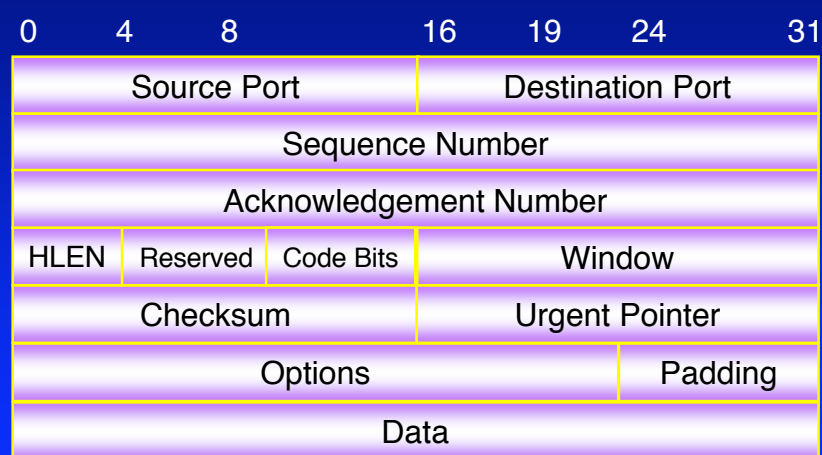 0 4 8 16 19 24 31
Source Port Destination Port
Sequence Number
Acknowledgement Number
HLEN Reserved Code Bits Window
Checksum Urgent Pointer
Options Padding
Data